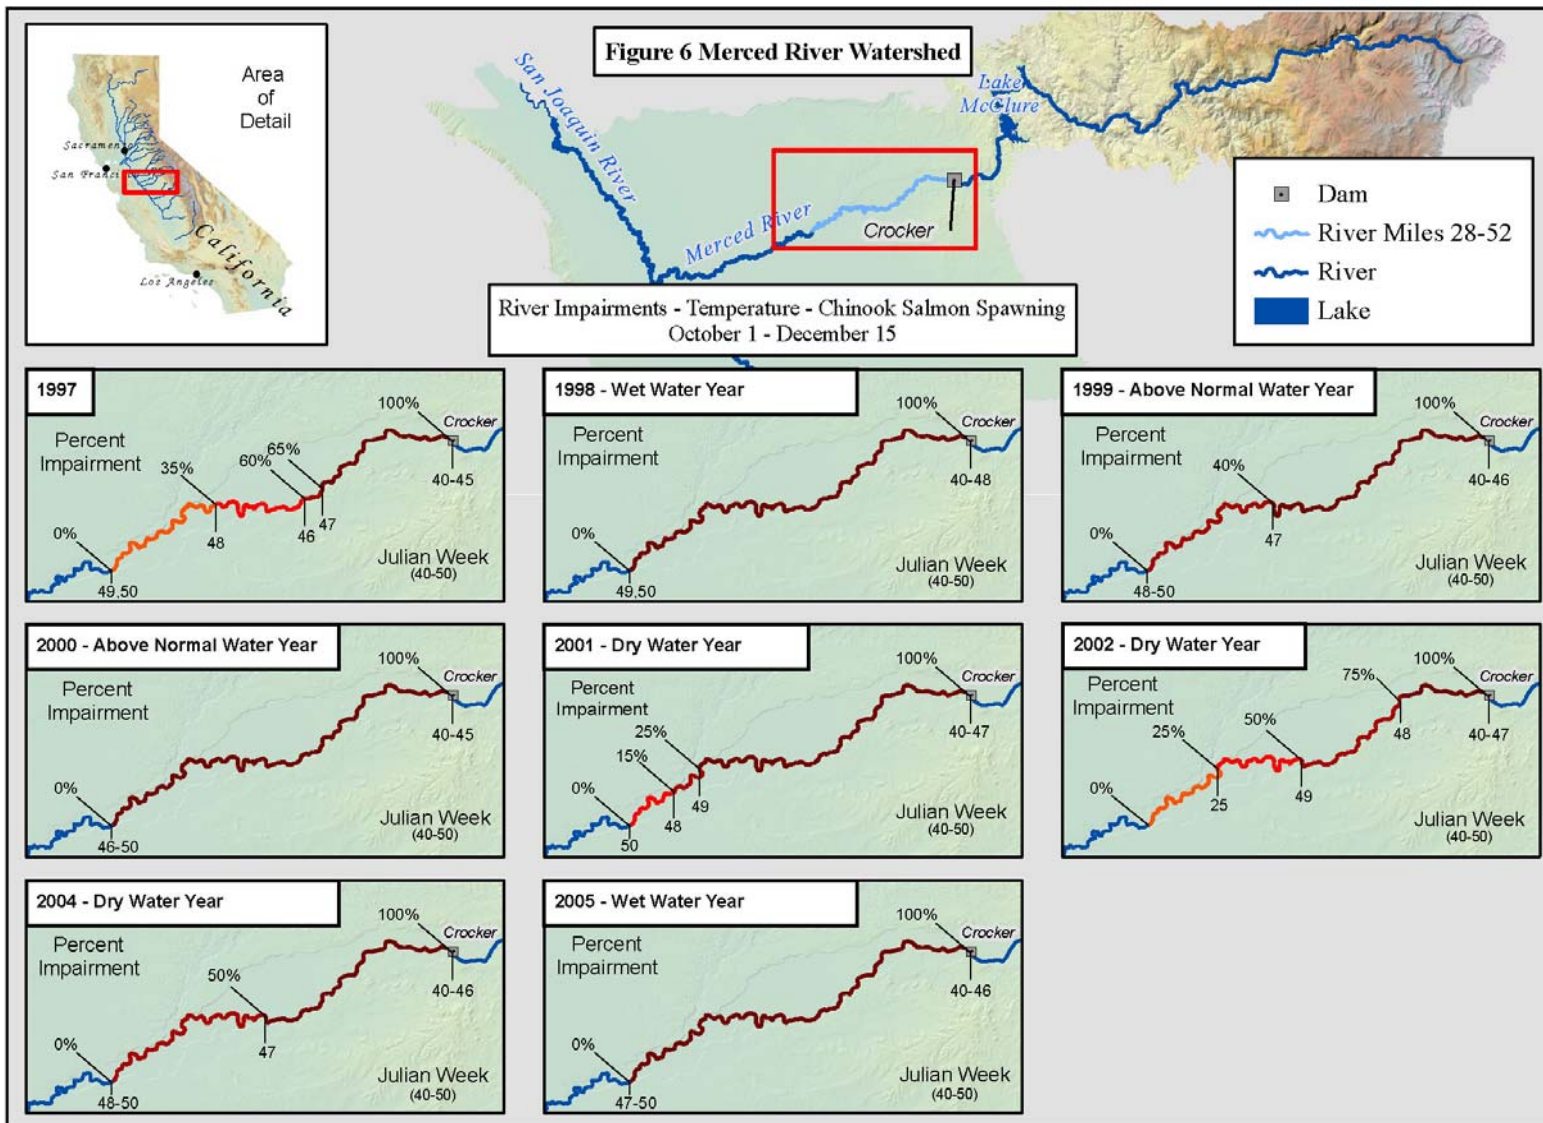 Figure 6 Merced River Watershed
Area
of
Detail
Sacramento
San Francisco
Los Angeles
California
San Joaquin River
Merced River
Lake
McClure
Crocker
Dam
River Miles 28-52
River
Lake
River Impairments - Temperature - Chinook Salmon Spawning
October 1 - December 15
1997
Percent
Impairment
100%
Crocker
65%
60%
35%
0%
40-45
47
46
48
49,50
Julian Week
(40-50)
1998 - Wet Water Year
Percent
Impairment
100%
Crocker
0%
40-48
49,50
Julian Week
(40-50)
1999 - Above Normal Water Year
Percent
Impairment
100%
Crocker
40%
0%
40-46
47
48-50
Julian Week
(40-50)
2000 - Above Normal Water Year
Percent
Impairment
100%
Crocker
0%
40-45
46-50
Julian Week
(40-50)
2001 - Dry Water Year
Percent
Impairment
100%
Crocker
25%
15%
0%
40-47
49
48
50
Julian Week
(40-50)
2002 - Dry Water Year
Percent
Impairment
75%
100%
Crocker
50%
25%
0%
48
40-47
49
25
Julian Week
(40-50)
2004 - Dry Water Year
Percent
Impairment
100%
Crocker
50%
0%
40-46
47
48-50
Julian Week
(40-50)
2005 - Wet Water Year
Percent
Impairment
100%
Crocker
0%
40-46
47-50
Julian Week
(40-50)